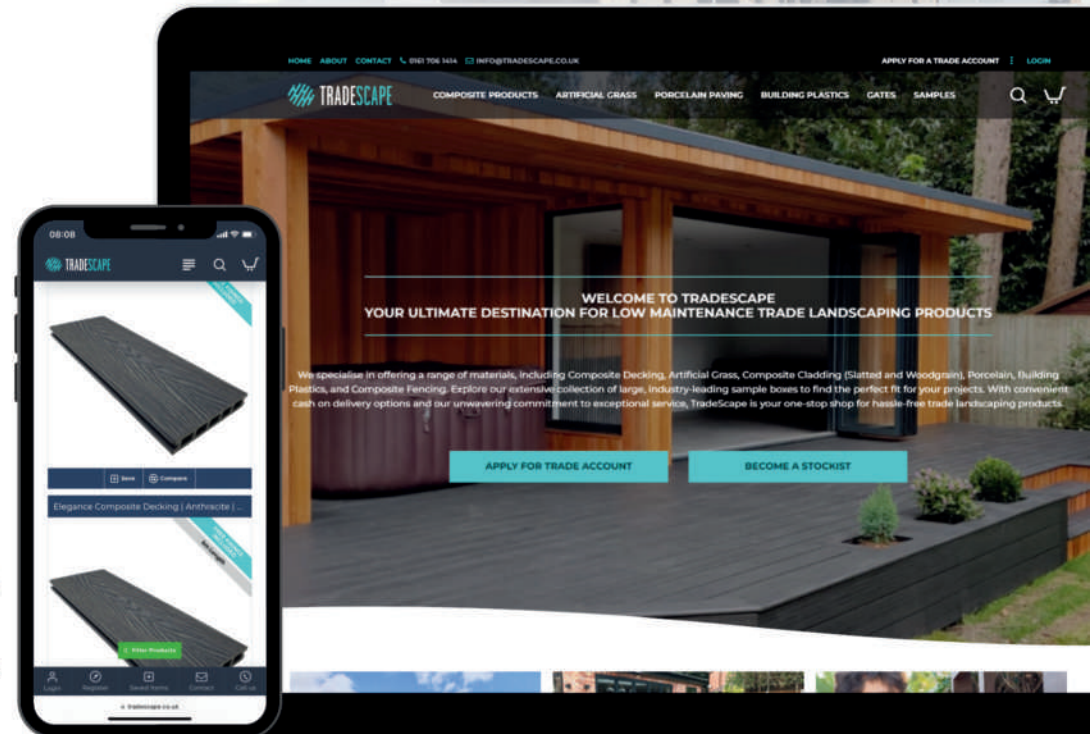 HOME ABOUT CONTACT 0161 706 1414 INFO@TRADESCAPE.CO.UK APPLY FOR A TRADE ACCOUNT LOGIN
TRADESCAPE COMPOSITE PRODUCTS ARTIFICIAL GRASS PORCELAIN PAVING BUILDING PLASTICS GATES SAMPLES
WELCOME TO TRADESCAPE
YOUR ULTIMATE DESTINATION FOR LOW MAINTENANCE TRADE LANDSCAPING PRODUCTS
We specialise in offering a range of materials, including Composite Decking, Artificial Grass, Composite Cladding (Slatted and Woodgrain), Porcelain, Building
Plastics, and Composite Fencing. Explore our extensive collection of large, industry-leading sample boxes to find the perfect fit for your projects. With convenient
cash on delivery options and our unwavering commitment to exceptional service, TradeScape is your one-stop shop for hassle-free trade landscaping products.
APPLY FOR TRADE ACCOUNT BECOME A STOCKIST
08:08
TRADESCAPE
Save Compare
Elegance Composite Decking | Anthracite | ...
FREE FIXINGS
INCLUDED
Filter Products
Login Register Saved Items Contact Call us
tradescape.co.uk